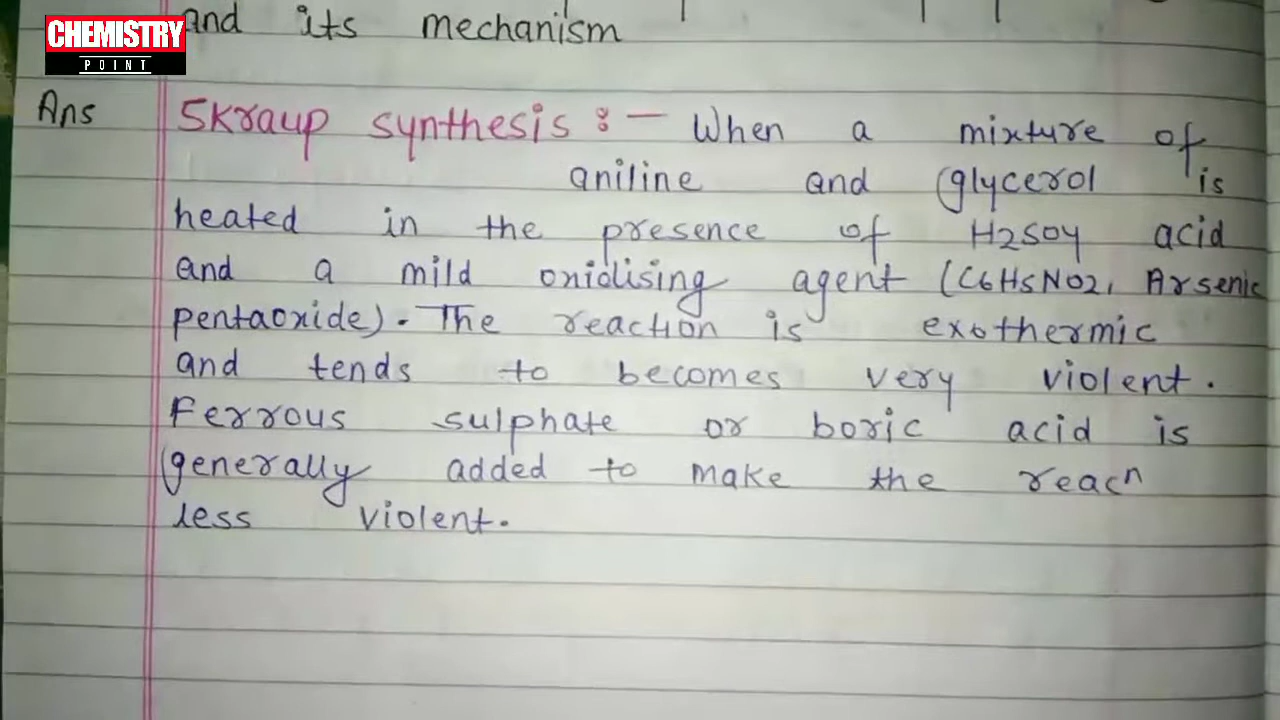 and its mechanism
CHEMISTRY
POINT
Ans Skraup synthesis :- When a mixture of
aniline and glycerol is
heated in the presence of H2SO4 acid
and a mild oxidising agent (C6H5NO2, Arsenic
pentaoxide). The reaction is exothermic
and tends to becomes very violent.
Ferrous sulphate or boric acid is
generally added to make the reacn
less violent.